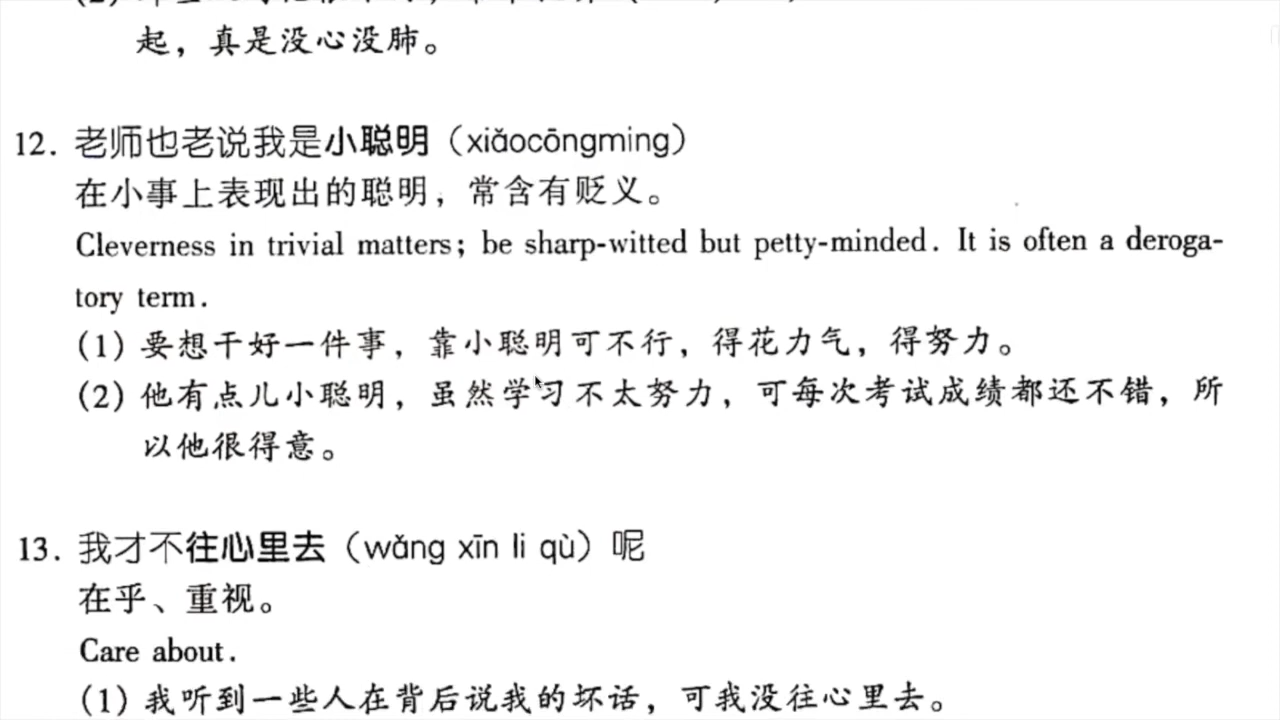 起，真是没心没肺。
12. 老师也老说我是小聪明（xiǎocōngming）
在小事上表现出的聪明，常含有贬义。
Cleverness in trivial matters; be sharp-witted but petty-minded. It is often a deroga-
tory term.
(1) 要想干好一件事，靠小聪明可不行，得花力气，得努力。
(2) 他有点儿小聪明，虽然学习不太努力，可每次考试成绩都还不错，所
以他很得意。
13. 我才不往心里去（wǎng xīn li qù）呢
在乎、重视。
Care about.
(1) 我听到一些人在背后说我的坏话，可我没往心里去。